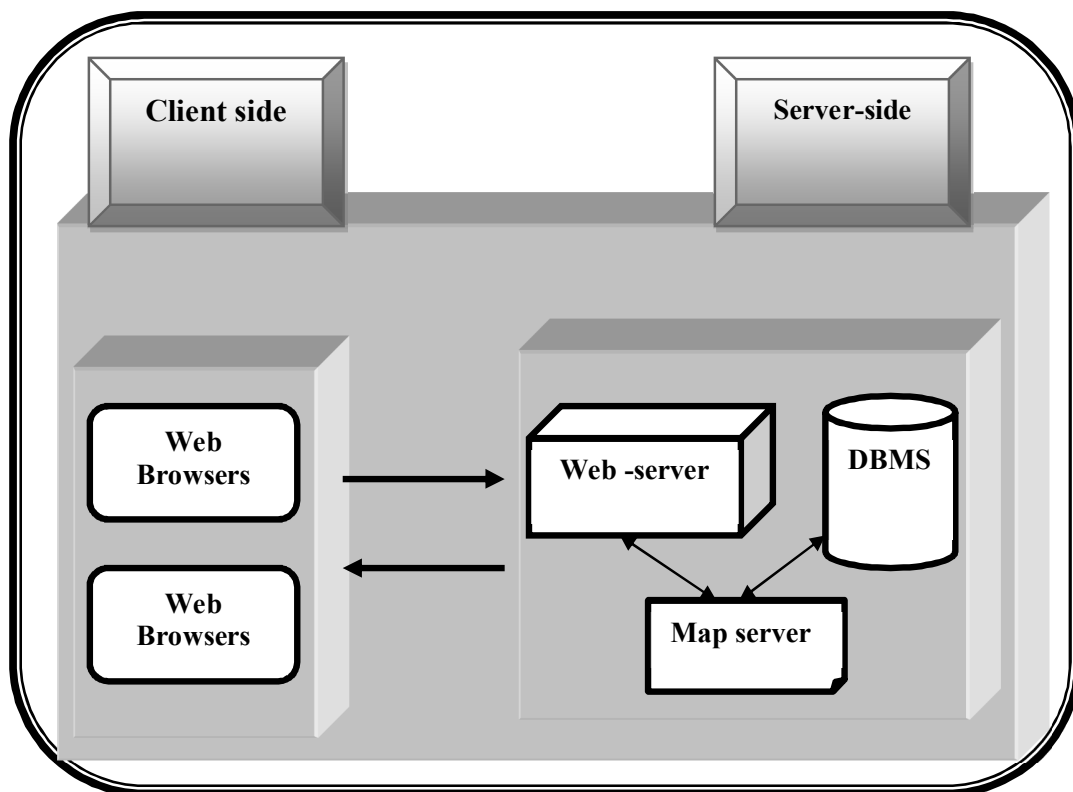 Client side
Server-side
Web
Browsers
Web
Browsers
Web -server
DBMS
Map server